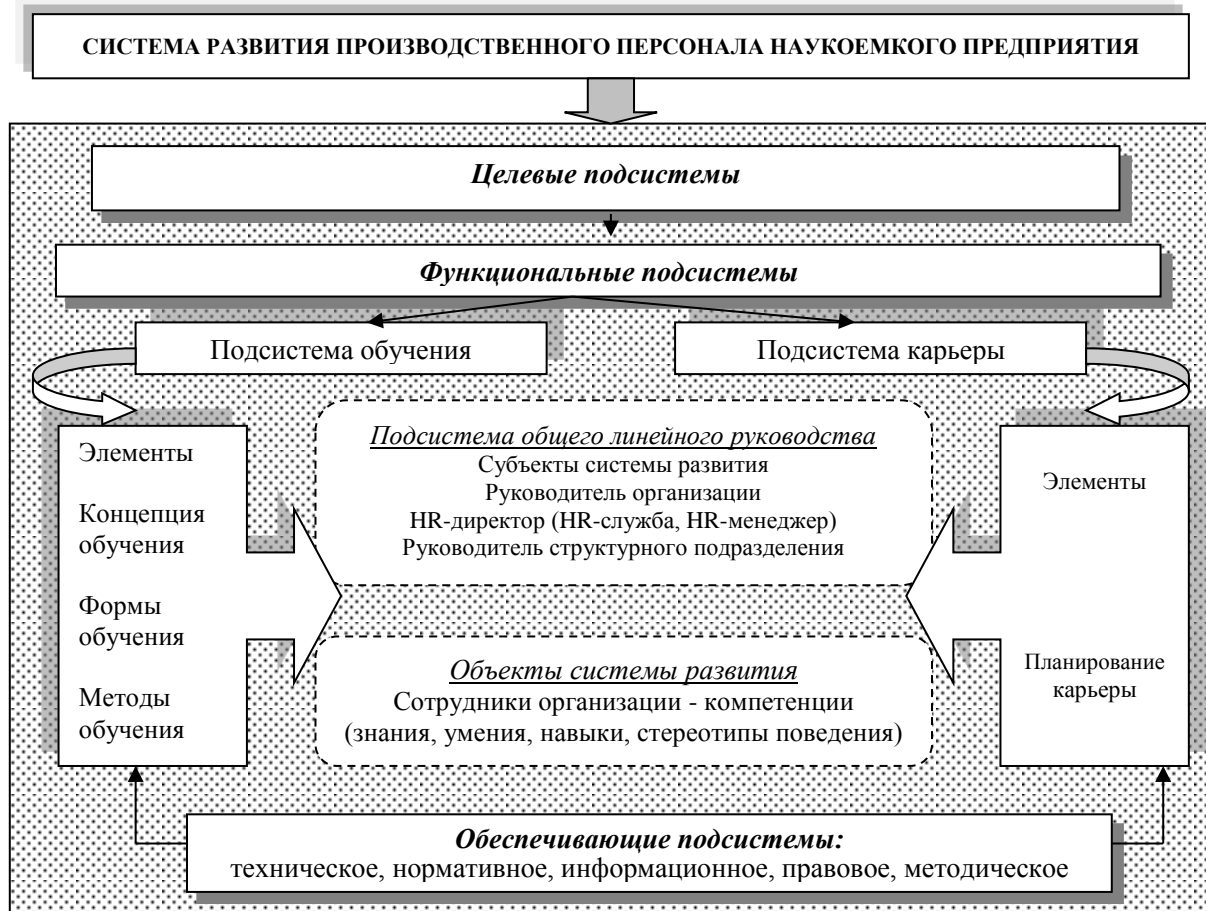 СИСТЕМА РАЗВИТИЯ ПРОИЗВОДСТВЕННОГО ПЕРСОНАЛА НАУКОЕМКОГО ПРЕДПРИЯТИЯ
Целевые подсистемы
Функциональные подсистемы
Подсистема обучения
Подсистема карьеры
Элементы
Концепция
обучения
Формы
обучения
Методы
обучения
Подсистема общего линейного руководства
Субъекты системы развития
Руководитель организации
HR-директор (HR-служба, HR-менеджер)
Руководитель структурного подразделения
Объекты системы развития
Сотрудники организации - компетенции
(знания, умения, навыки, стереотипы поведения)
Элементы
Планирование
карьеры
Обеспечивающие подсистемы:
техническое, нормативное, информационное, правовое, методическое